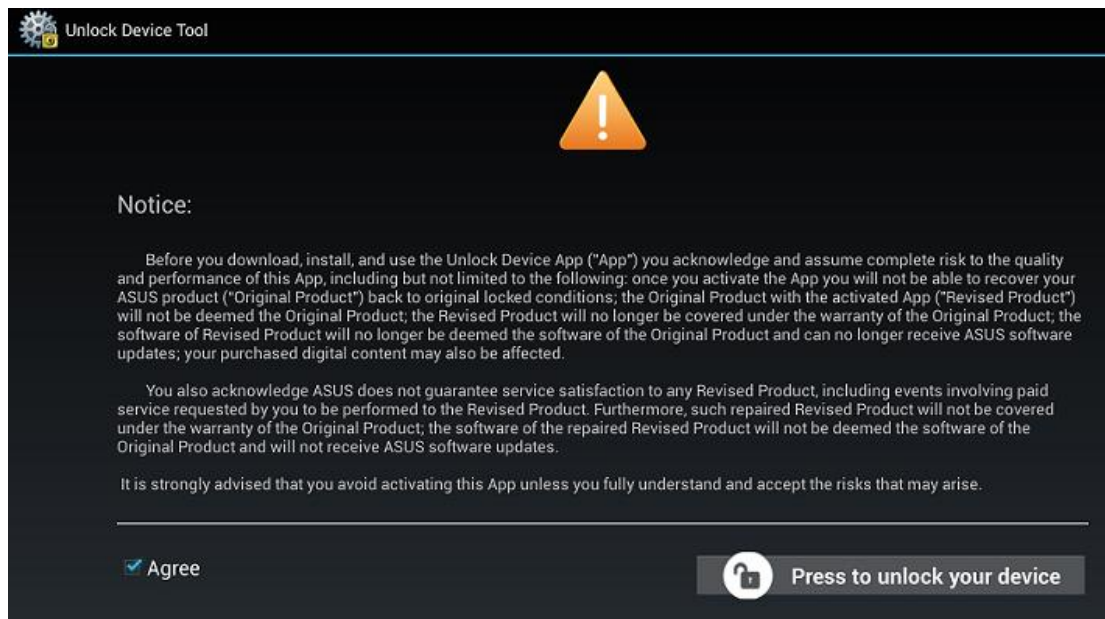 Unlock Device Tool
Notice:
Before you download, install, and use the Unlock Device App ("App") you acknowledge and assume complete risk to the quality
and performance of this App, including but not limited to the following: once you activate the App you will not be able to recover your
ASUS product ("Original Product") back to original locked conditions; the Original Product with the activated App ("Revised Product")
will not be deemed the Original Product; the Revised Product will no longer be covered under the warranty of the Original Product; the
software of Revised Product will no longer be deemed the software of the Original Product and can no longer receive ASUS software
updates; your purchased digital content may also be affected.
You also acknowledge ASUS does not guarantee service satisfaction to any Revised Product, including events involving paid
service requested by you to be performed to the Revised Product. Furthermore, such repaired Revised Product will not be covered
under the warranty of the Original Product; the software of the repaired Revised Product will not be deemed the software of the
Original Product and will not receive ASUS software updates.
It is strongly advised that you avoid activating this App unless you fully understand and accept the risks that may arise.
Agree
Press to unlock your device